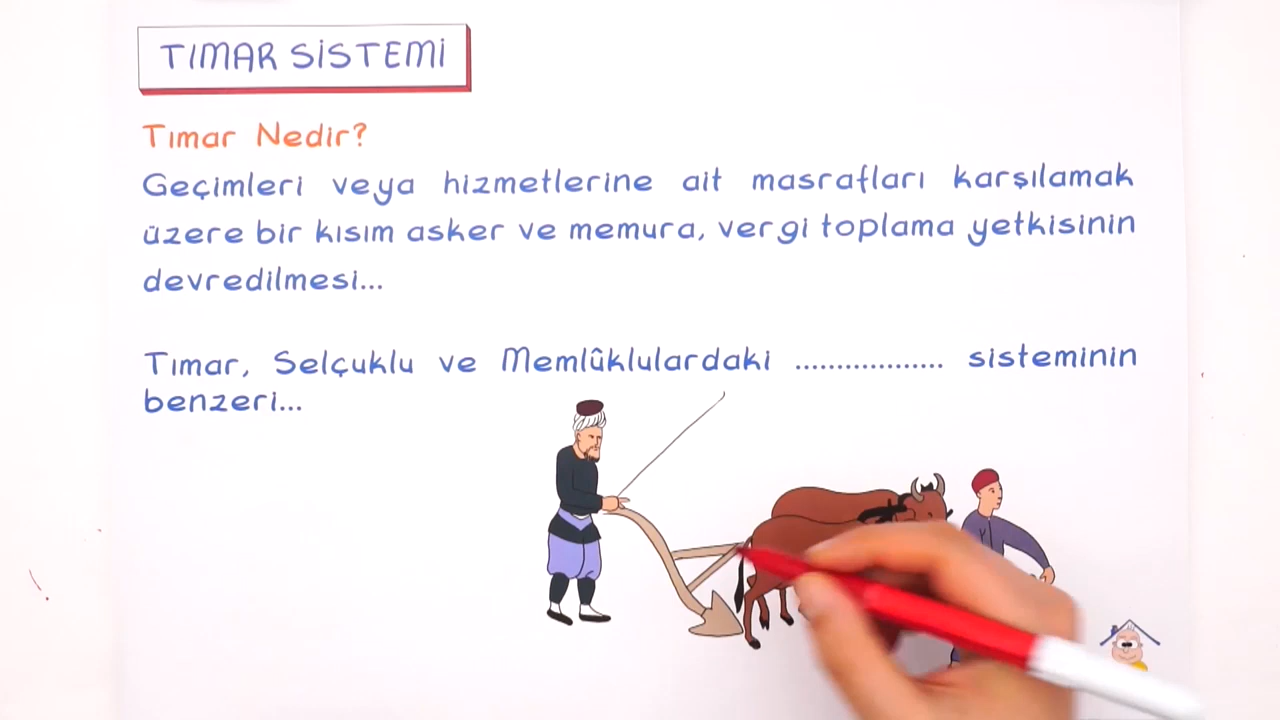 TIMAR SİSTEMİ
Tımar Nedir?
Geçimleri veya hizmetlerine ait masrafları karşılamak
üzere bir kısım asker ve memura, vergi toplama yetkisinin
devredilmesi...
Tımar, Selçuklu ve Memlûklulardaki .................. sisteminin
benzeri...